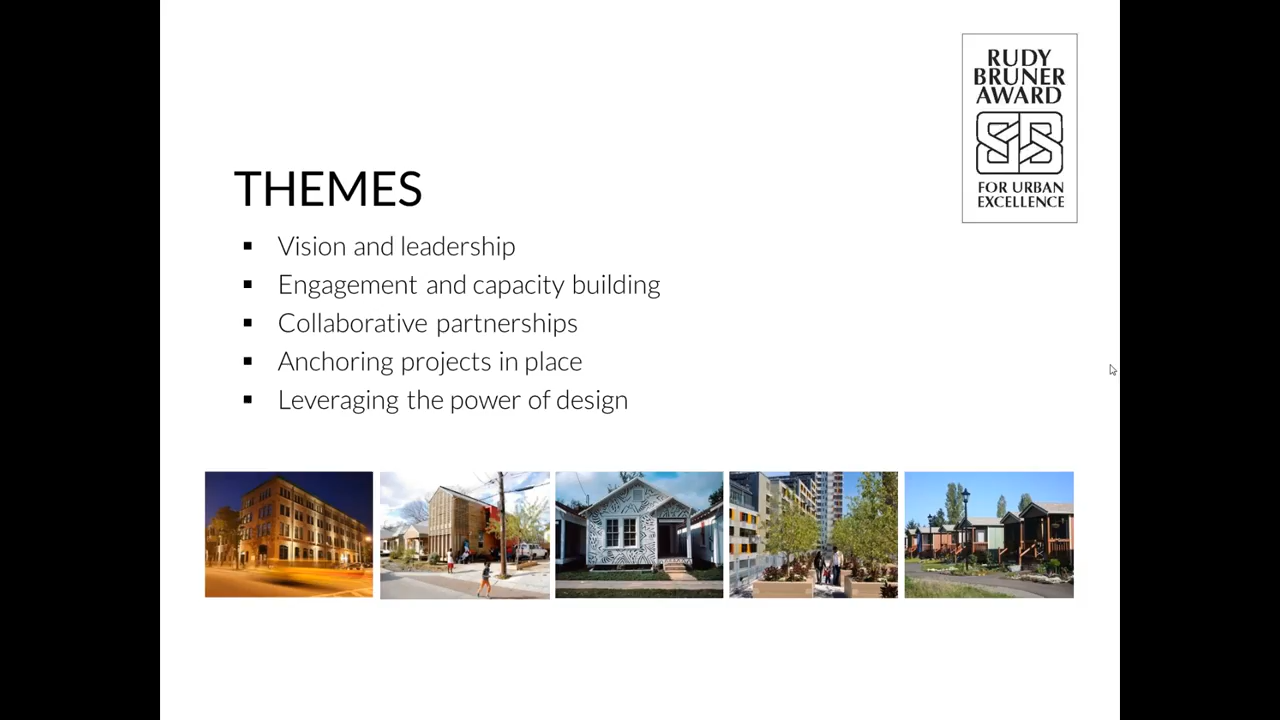 RUDY
BRUNER
AWARD
FOR URBAN
EXCELLENCE
THEMES
Vision and leadership
Engagement and capacity building
Collaborative partnerships
Anchoring projects in place
Leveraging the power of design